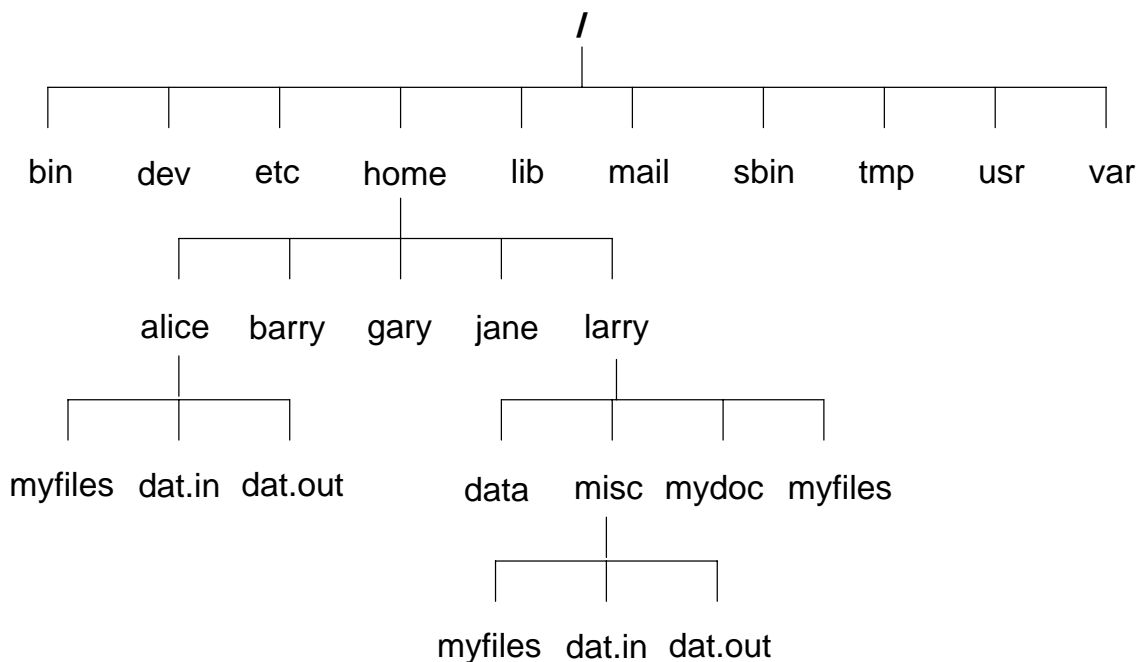 /
bin dev etc home lib mail sbin tmp usr var
alice barry gary jane larry
myfiles dat.in dat.out data misc mydoc myfiles
myfiles dat.in dat.out